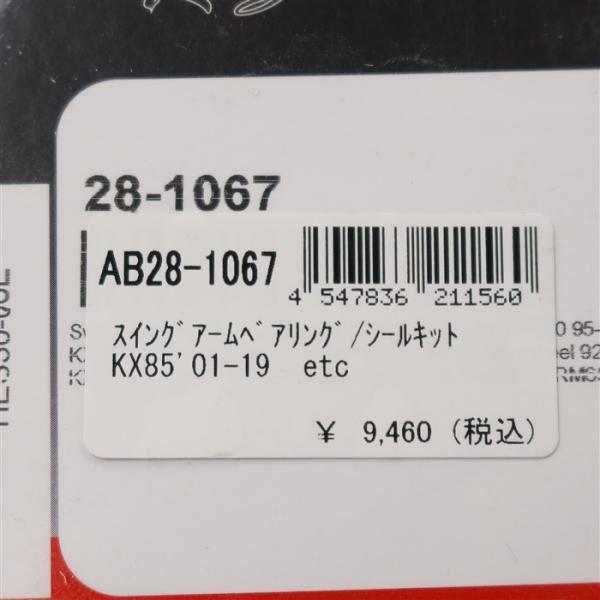 28-1067
AB28-1067
4 547836 211560
スイングアームベアリング/シールキット
KX85'01-19 etc
¥ 9,460 (税込)